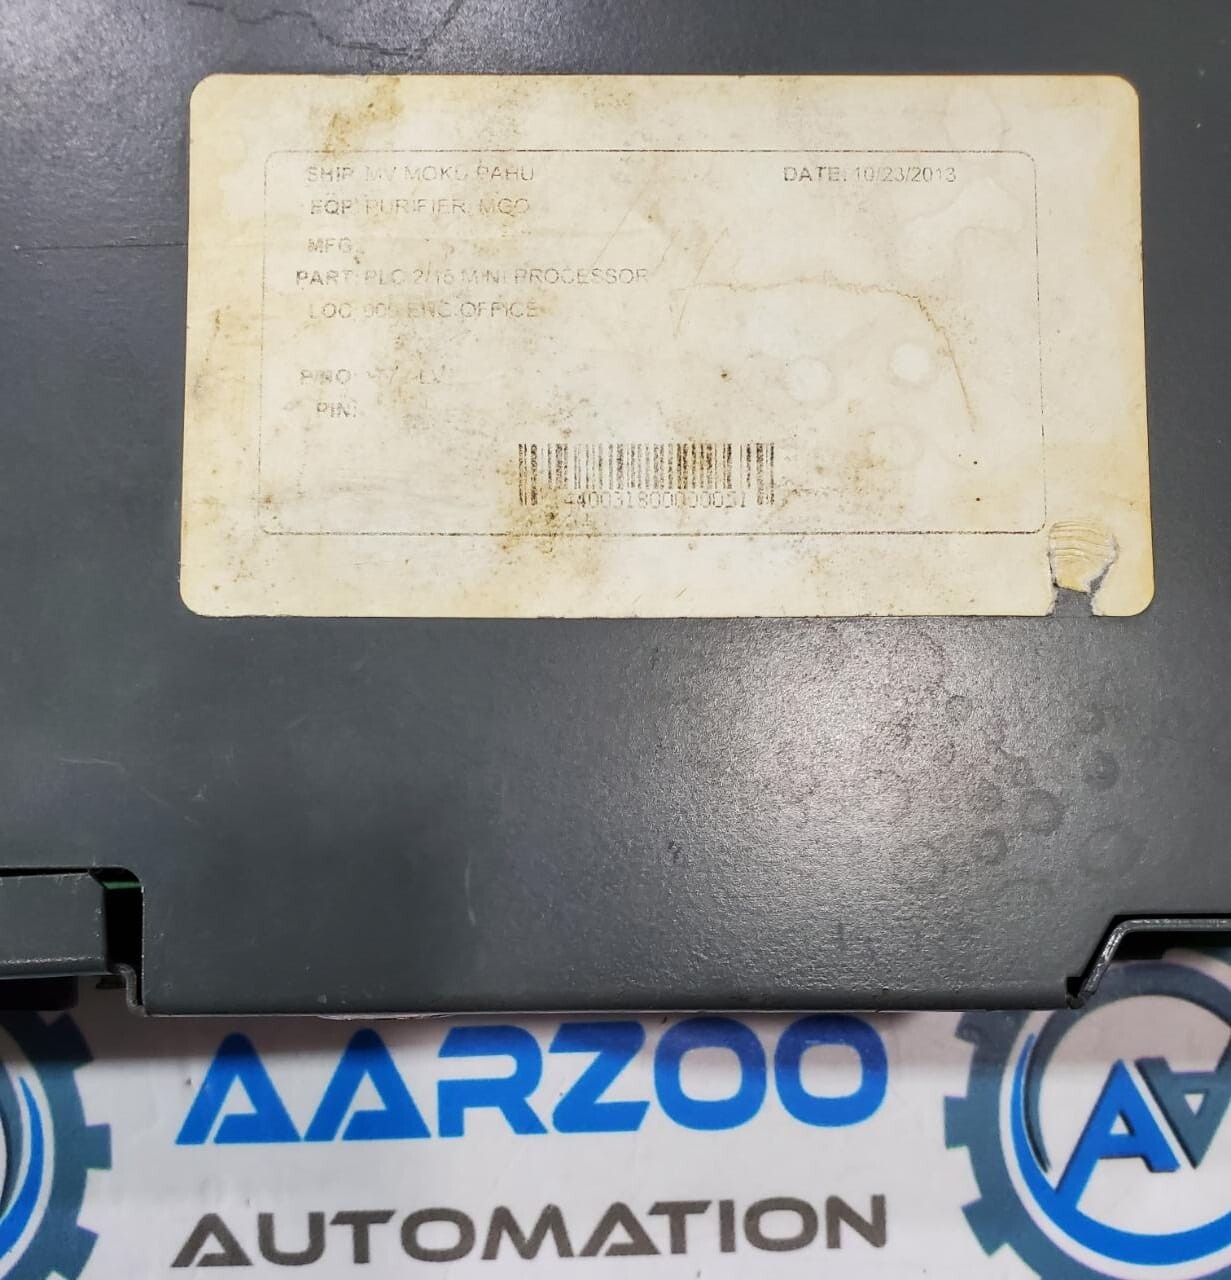 SHIP: MV MOKU PAHU DATE: 10/23/2013
EQP: PURIFIER, MGO
MFG:
PART: PLC 2/15 MINI PROCESSOR
LOC: ENG OFFICE
P/NO:
PIN:
AARZOO
AUTOMATION